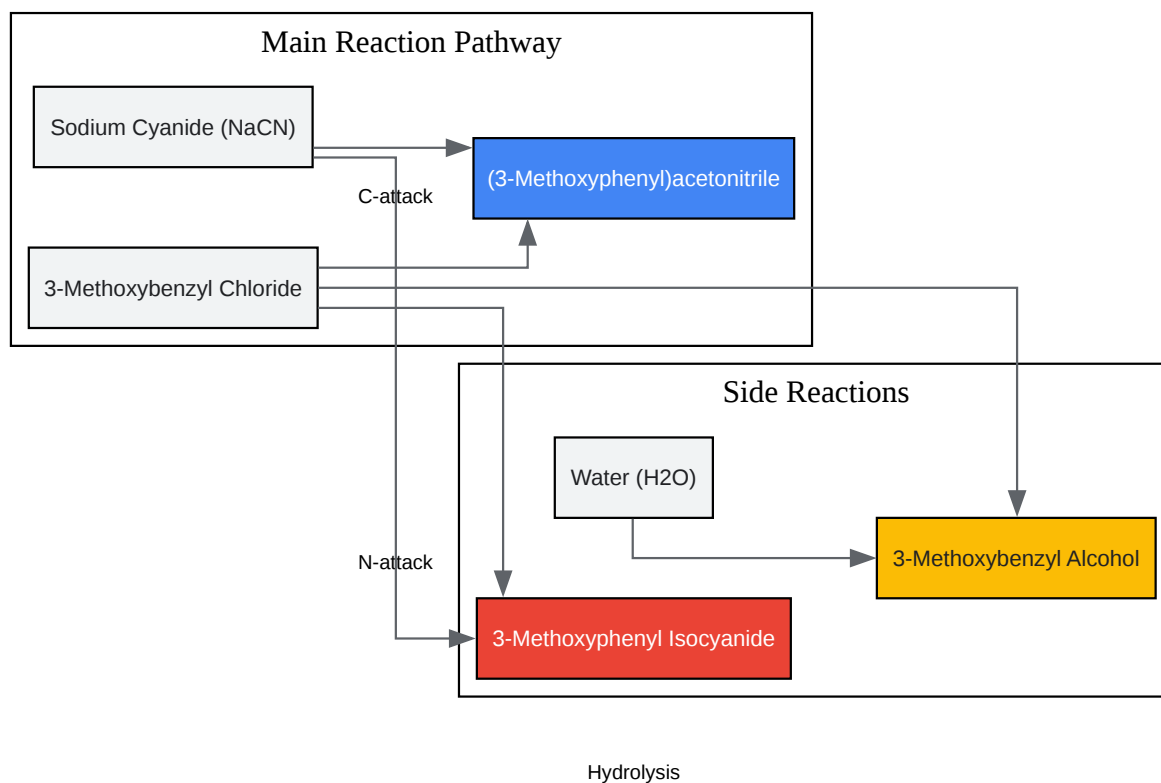 Main Reaction Pathway
Sodium Cyanide (NaCN)
(3-Methoxyphenyl)acetonitrile
C-attack
3-Methoxybenzyl Chloride
Side Reactions
Water (H2O)
3-Methoxybenzyl Alcohol
N-attack
3-Methoxyphenyl Isocyanide
Hydrolysis